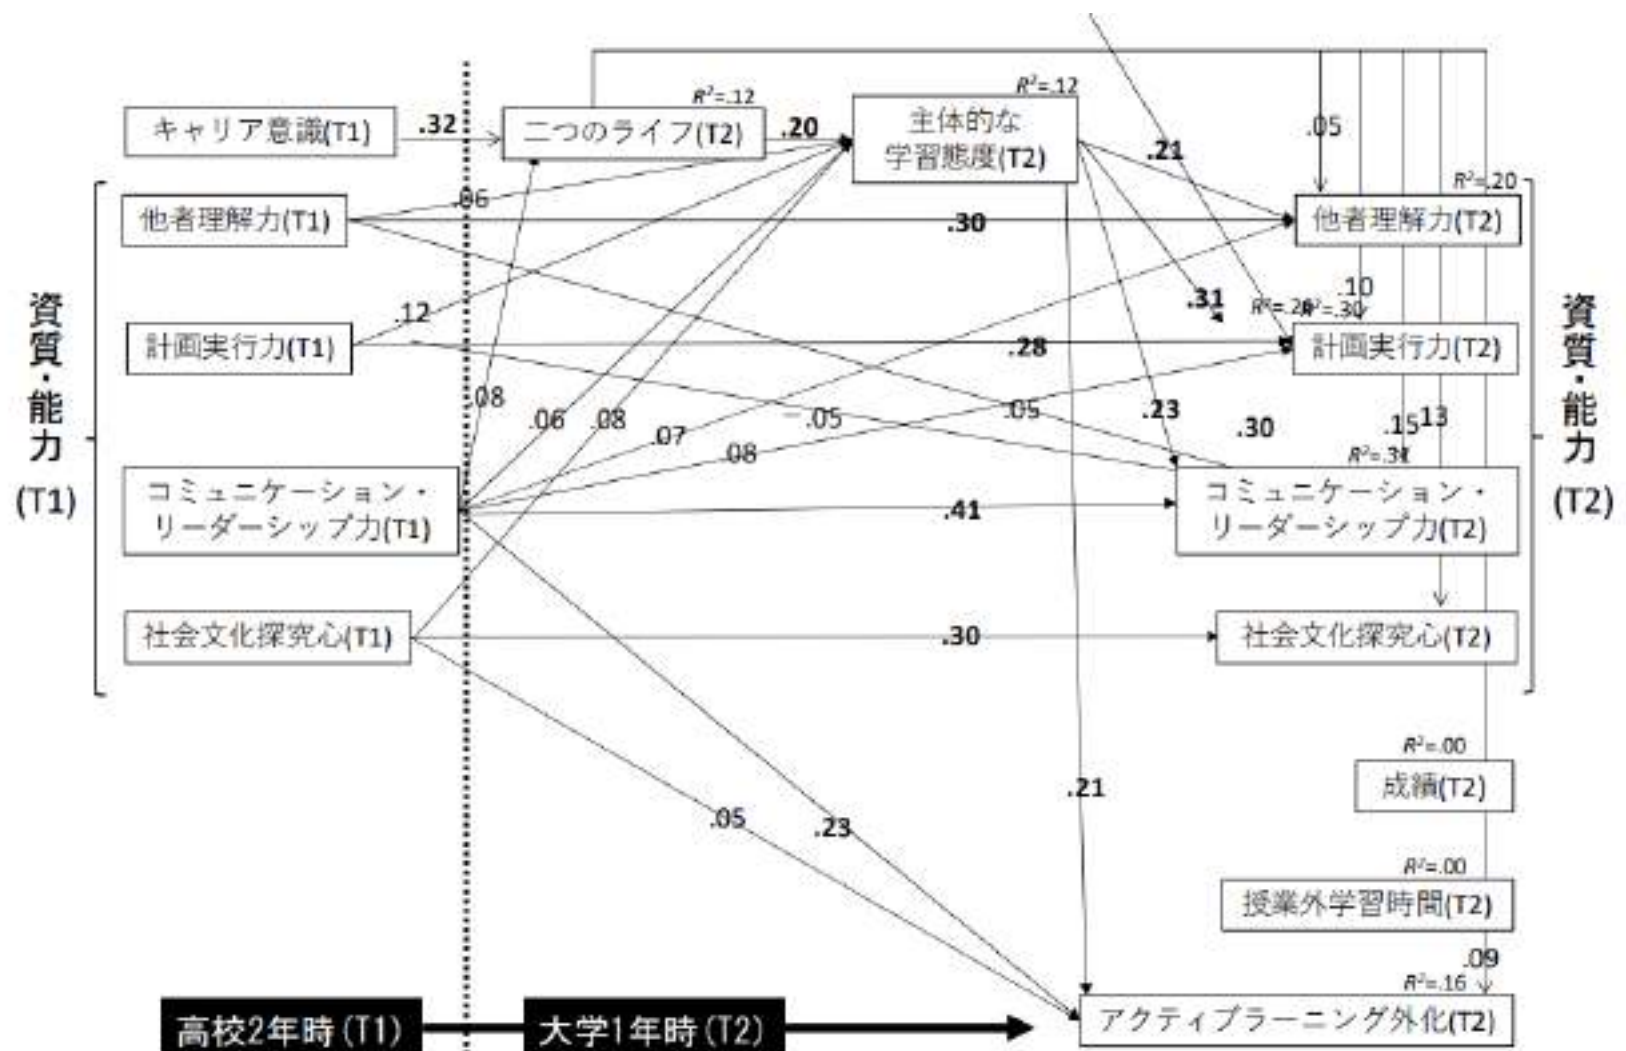 R²=.12
R²=.12
キャリア意識(T1)
.32
二つのライフ(T2)
.20
主体的な
学習態度(T2)
.21
.05
R²=.20
.06
他者理解力(T1)
.30
他者理解力(T2)
資質・能力
(T1)
.12
.31
.10
R²=.30
資質・能力
(T2)
計画実行力(T1)
.28
計画実行力(T2)
.08
.06
.08
.07
.08
-.05
.05
.23
.30
.15
.13
R²=.31
コミュニケーション・
リーダーシップ力(T1)
.41
コミュニケーション・
リーダーシップ力(T2)
社会文化探究心(T1)
.30
社会文化探究心(T2)
R²=.00
成績(T2)
.21
.05
.23
R²=.00
授業外学習時間(T2)
.09
R²=.16
アクティブラーニング外化(T2)
高校2年時(T1)
大学1年時(T2)